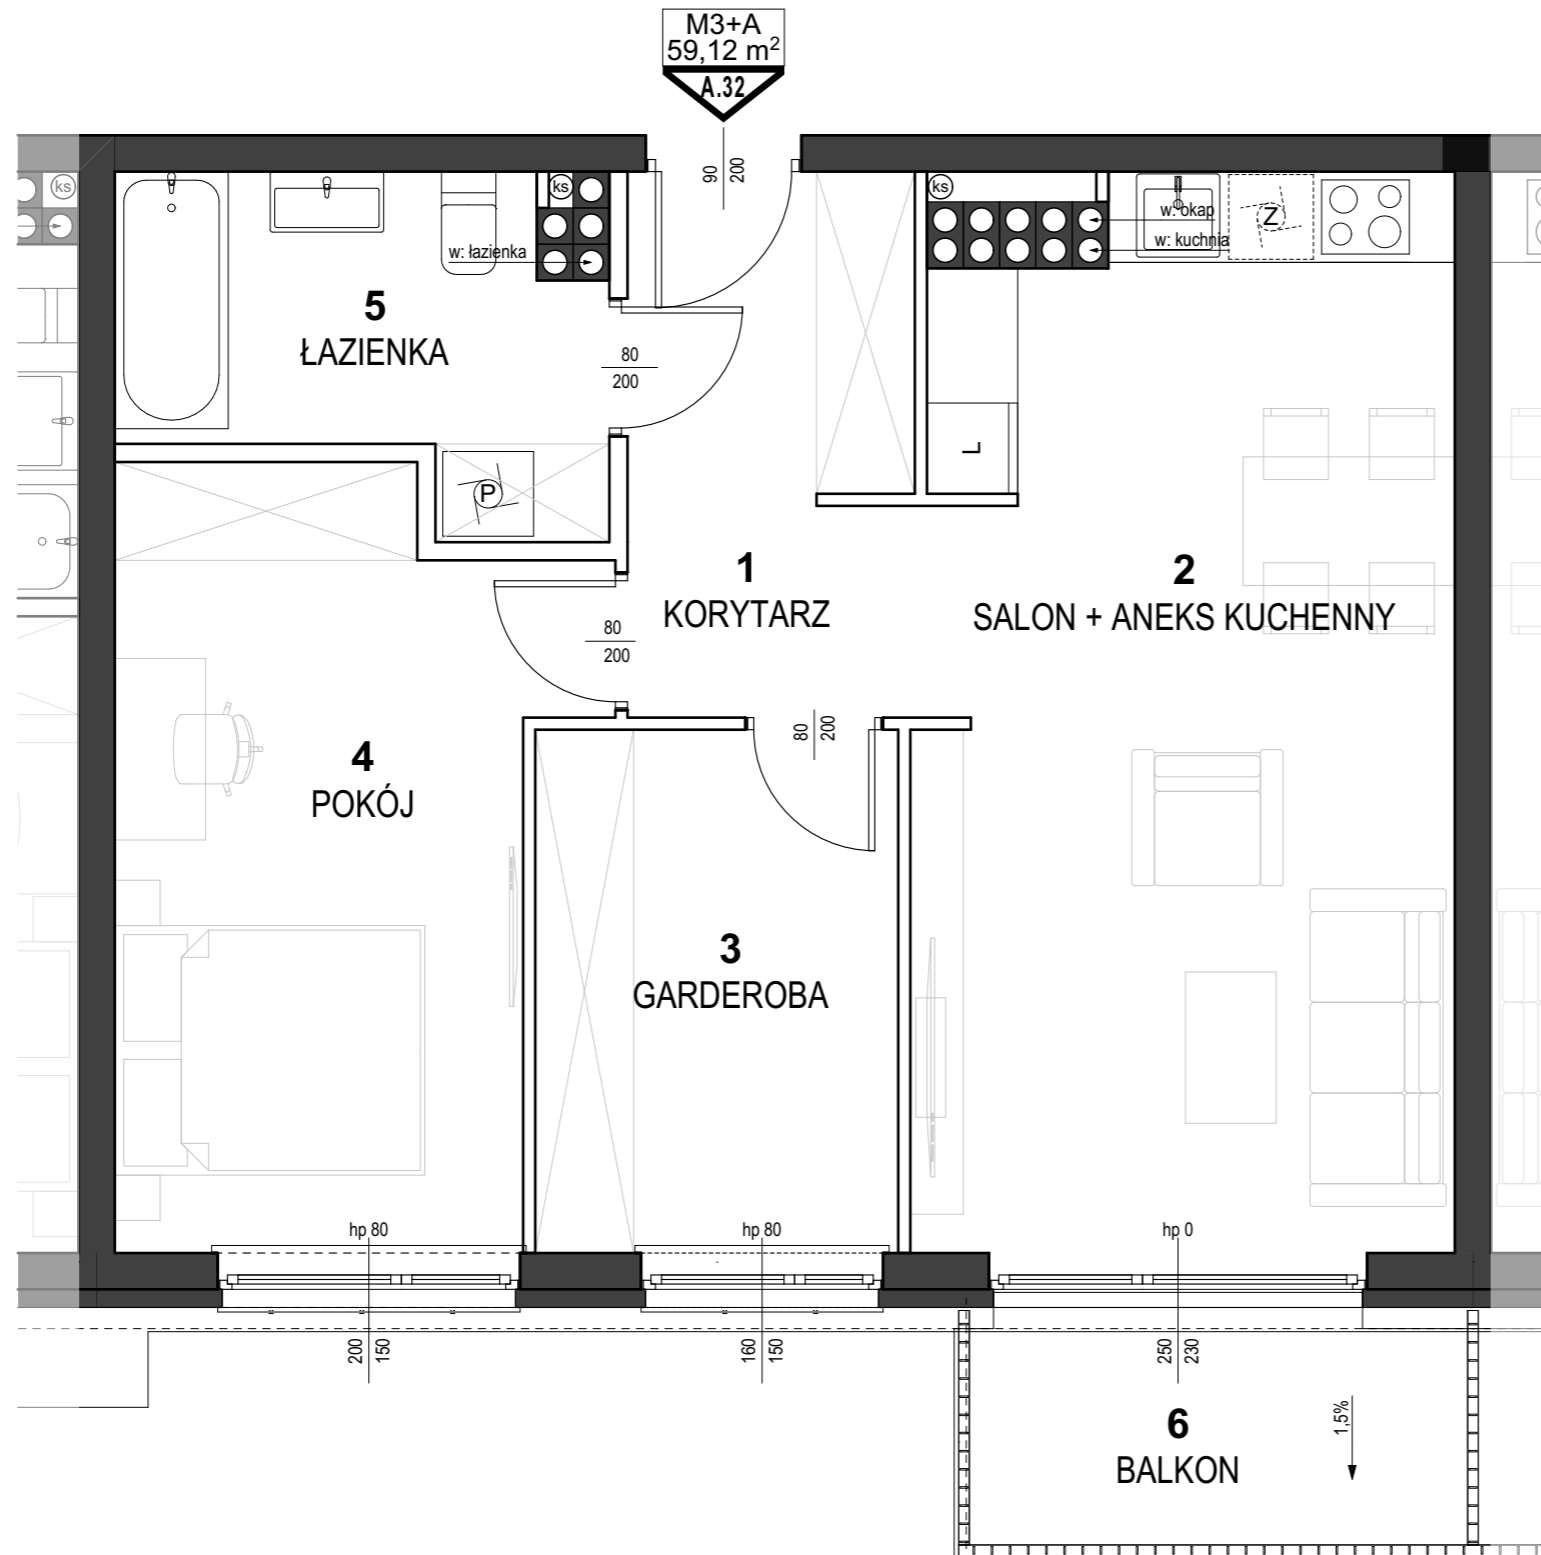 M3+A
59,12 m²
A.32
90
200
ks
ks
ks
w: okap
Z
w: kuchnia
w: łazienka
5
ŁAZIENKA
80
200
L
P
1
KORYTARZ
2
SALON + ANEKS KUCHENNY
80
200
80
200
4
POKÓJ
3
GARDEROBA
hp 80
hp 80
hp 0
200
150
160
150
250
230
6
BALKON
1,5%